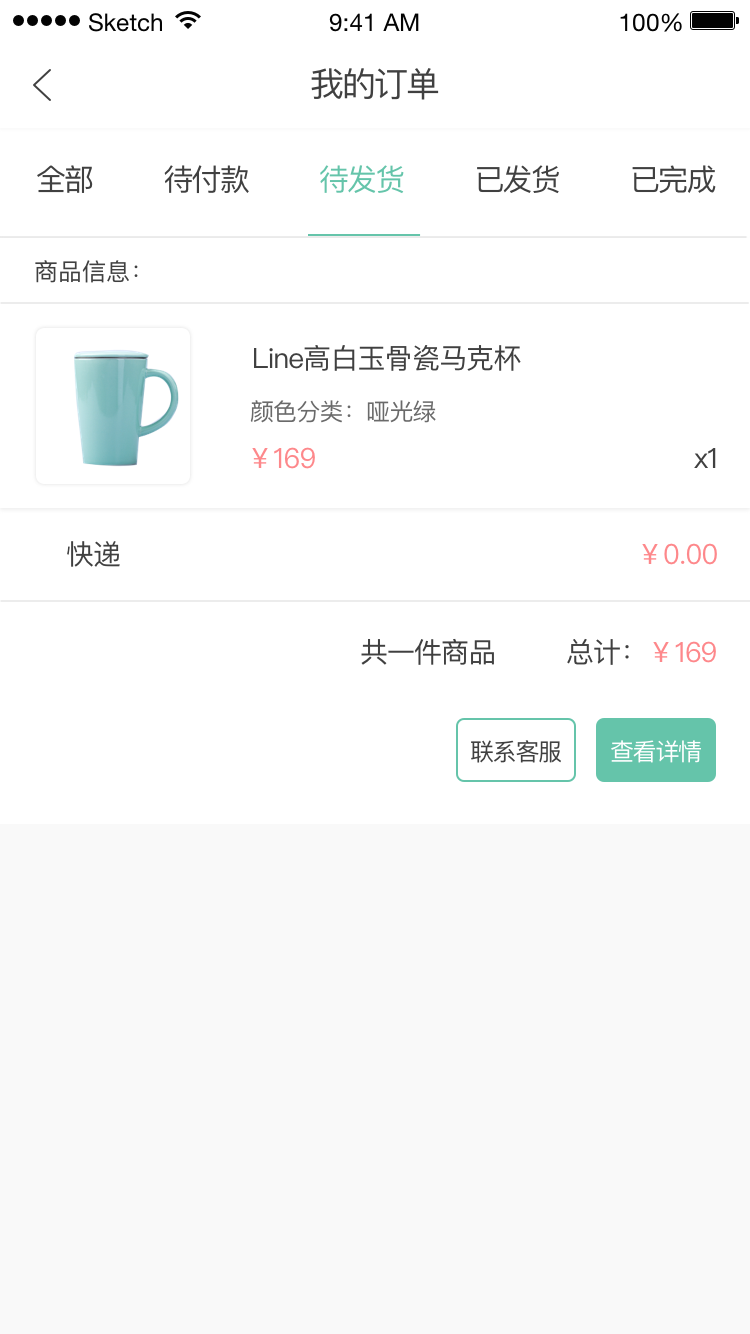 Sketch 9:41 AM 100%
我的订单
全部 待付款 待发货 已发货 已完成
商品信息：
Line高白玉骨瓷马克杯
颜色分类：哑光绿
￥169 x1
快递 ￥0.00
共一件商品 总计：￥169
联系客服 查看详情